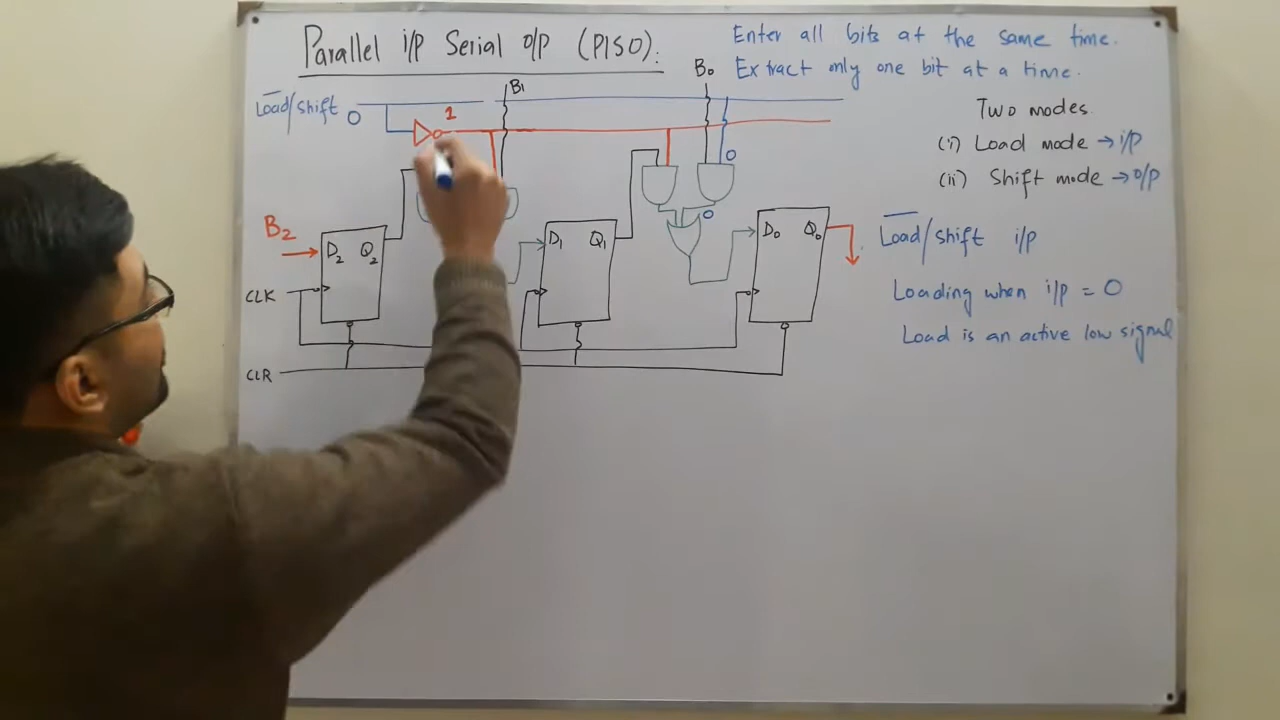 Parallel i/p Serial o/p (PISO).
Enter all bits at the same time.
Extract only one bit at a time.
B₁
B₀
Load/shift 0
1
Two modes
(i) Load mode → i/p
(ii) Shift mode → o/p
0
0
B₂
D₂ Q₂
D₁ Q₁
D₀ Q₀
Load/shift i/p
CLK
Loading when i/p = 0
Load is an active low signal
CLR